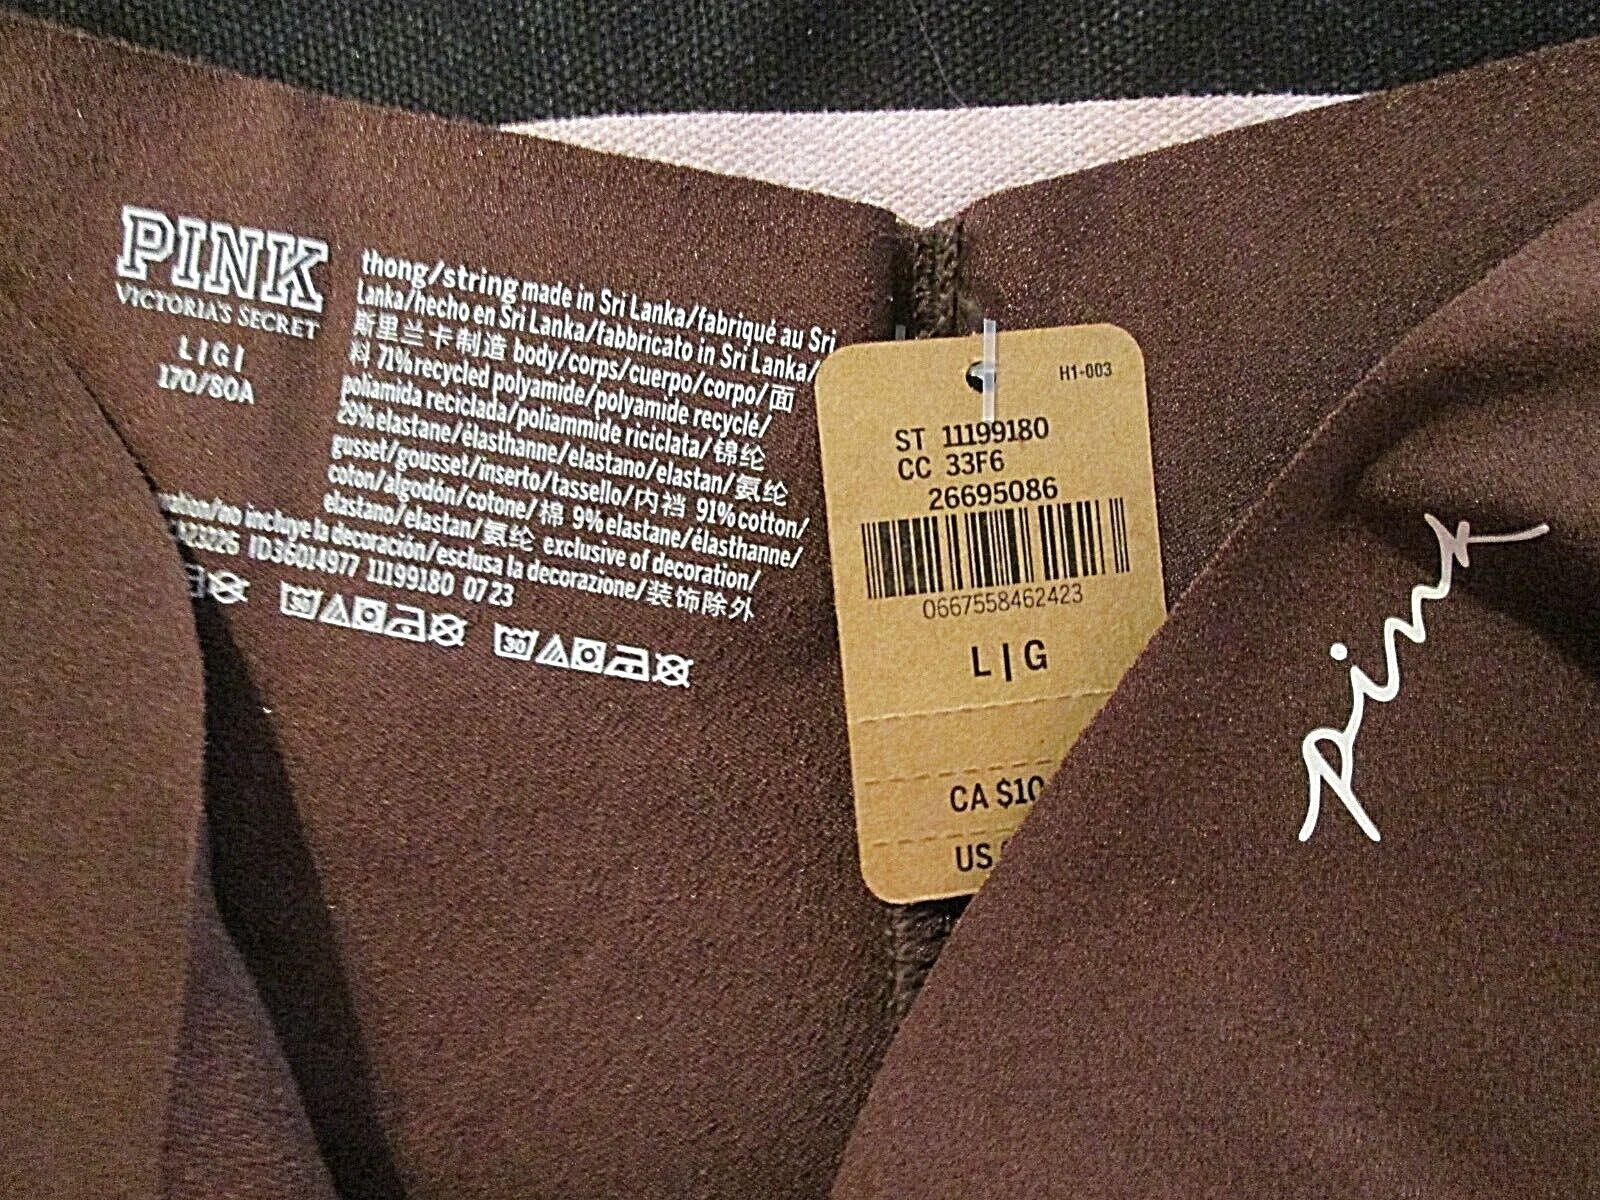 PINK
VICTORIA'S SECRET
L|G|
170/80A
thong/string made in Sri Lanka/fabriqué au Sri
Lanka/hecho en Sri Lanka/fabbricato in Sri Lanka/
斯里兰卡制造 body/corps/cuerpo/corpo/面
料 71% recycled polyamide/polyamide recyclé/
poliamida reciclada/poliammide riciclata/锦纶
29% elastane/élasthanne/elastano/elastan/氨纶
gusset/gousset/inserto/tassello/内裆 91% cotton/
coton/algodón/cotone/棉 9% elastane/élasthanne/
elastano/elastan/氨纶 exclusive of decoration/
/no incluye la decoración/esclusa la decorazione/装饰除外
23226 ID36014977 11199180 07 23
30
30
H1-003
ST 11199180
CC 33F6
26695086
0667558462423
L | G
CA $10
US
pink